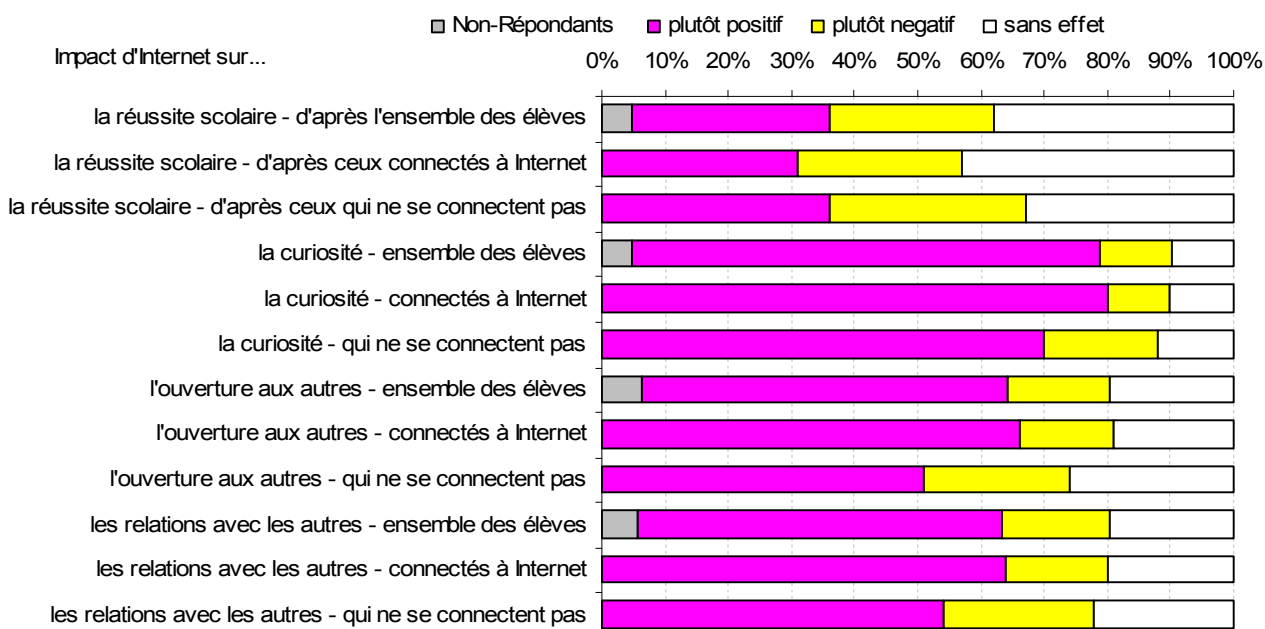 Non-Répondants plutôt positif plutôt negatif sans effet
Impact d'Internet sur...
0% 10% 20% 30% 40% 50% 60% 70% 80% 90% 100%
la réussite scolaire - d'après l'ensemble des élèves
la réussite scolaire - d'après ceux connectés à Internet
la réussite scolaire - d'après ceux qui ne se connectent pas
la curiosité - ensemble des élèves
la curiosité - connectés à Internet
la curiosité - qui ne se connectent pas
l'ouverture aux autres - ensemble des élèves
l'ouverture aux autres - connectés à Internet
l'ouverture aux autres - qui ne se connectent pas
les relations avec les autres - ensemble des élèves
les relations avec les autres - connectés à Internet
les relations avec les autres - qui ne se connectent pas